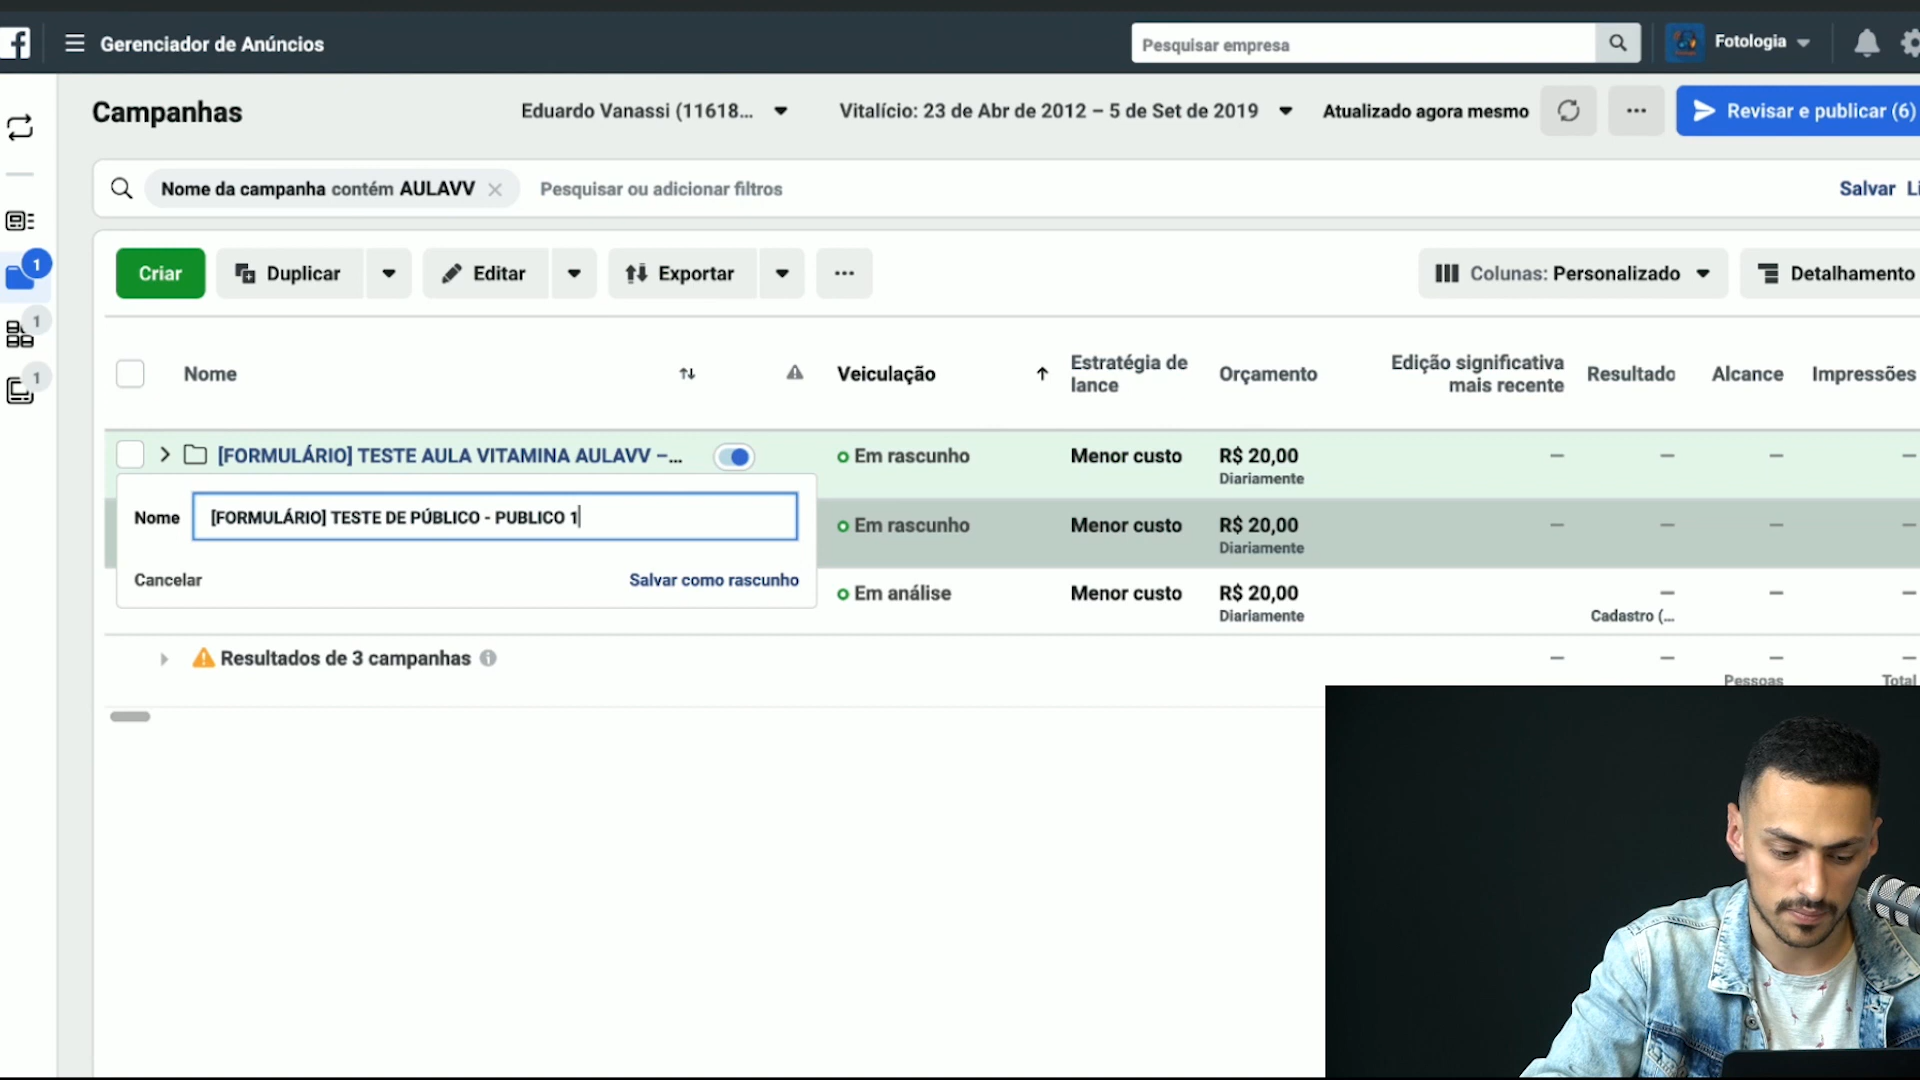 Gerenciador de Anúncios
Pesquisar empresa
Fotologia
Campanhas
Eduardo Vanassi (11618...
Vitalício: 23 de Abr de 2012 – 5 de Set de 2019
Atualizado agora mesmo
Revisar e publicar (6)
Nome da campanha contém AULAVV
Pesquisar ou adicionar filtros
Salvar
1
1
1
Criar
Duplicar
Editar
Exportar
Colunas: Personalizado
Detalhamento
Nome
Veiculação
Estratégia de
lance
Orçamento
Edição significativa
mais recente
Resultado
Alcance
Impressões
[FORMULÁRIO] TESTE AULA VITAMINA AULAVV –...
Em rascunho
Menor custo
R$ 20,00
Diariamente
Nome
[FORMULÁRIO] TESTE DE PÚBLICO - PUBLICO 1
Cancelar
Salvar como rascunho
Em rascunho
Menor custo
R$ 20,00
Diariamente
Em análise
Menor custo
R$ 20,00
Diariamente
Cadastro (...
Resultados de 3 campanhas
Pessoas
Total